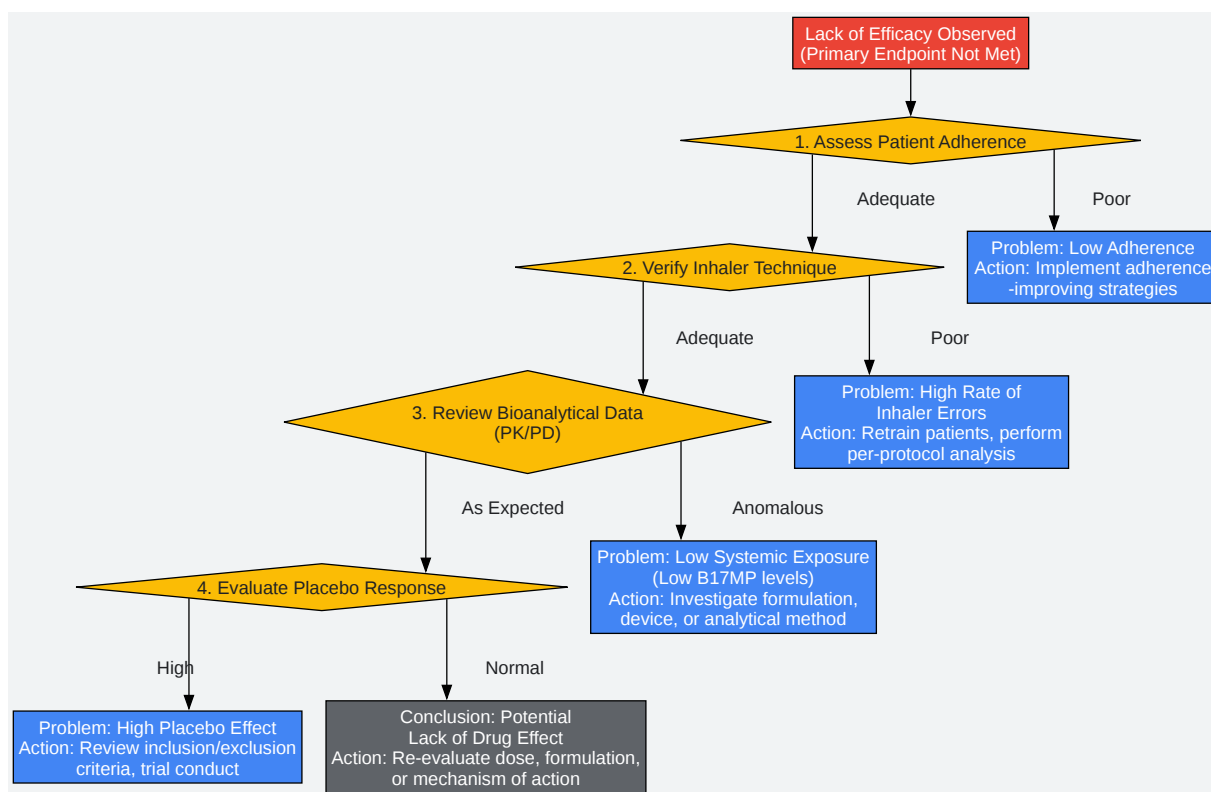 Lack of Efficacy Observed
(Primary Endpoint Not Met)
1. Assess Patient Adherence
Adequate
Poor
Problem: Low Adherence
Action: Implement adherence
-improving strategies
2. Verify Inhaler Technique
Adequate
Poor
Problem: High Rate of
Inhaler Errors
Action: Retrain patients, perform
per-protocol analysis
3. Review Bioanalytical Data
(PK/PD)
As Expected
Anomalous
Problem: Low Systemic Exposure
(Low B17MP levels)
Action: Investigate formulation,
device, or analytical method
4. Evaluate Placebo Response
High
Normal
Problem: High Placebo Effect
Action: Review inclusion/exclusion
criteria, trial conduct
Conclusion: Potential
Lack of Drug Effect
Action: Re-evaluate dose, formulation,
or mechanism of action